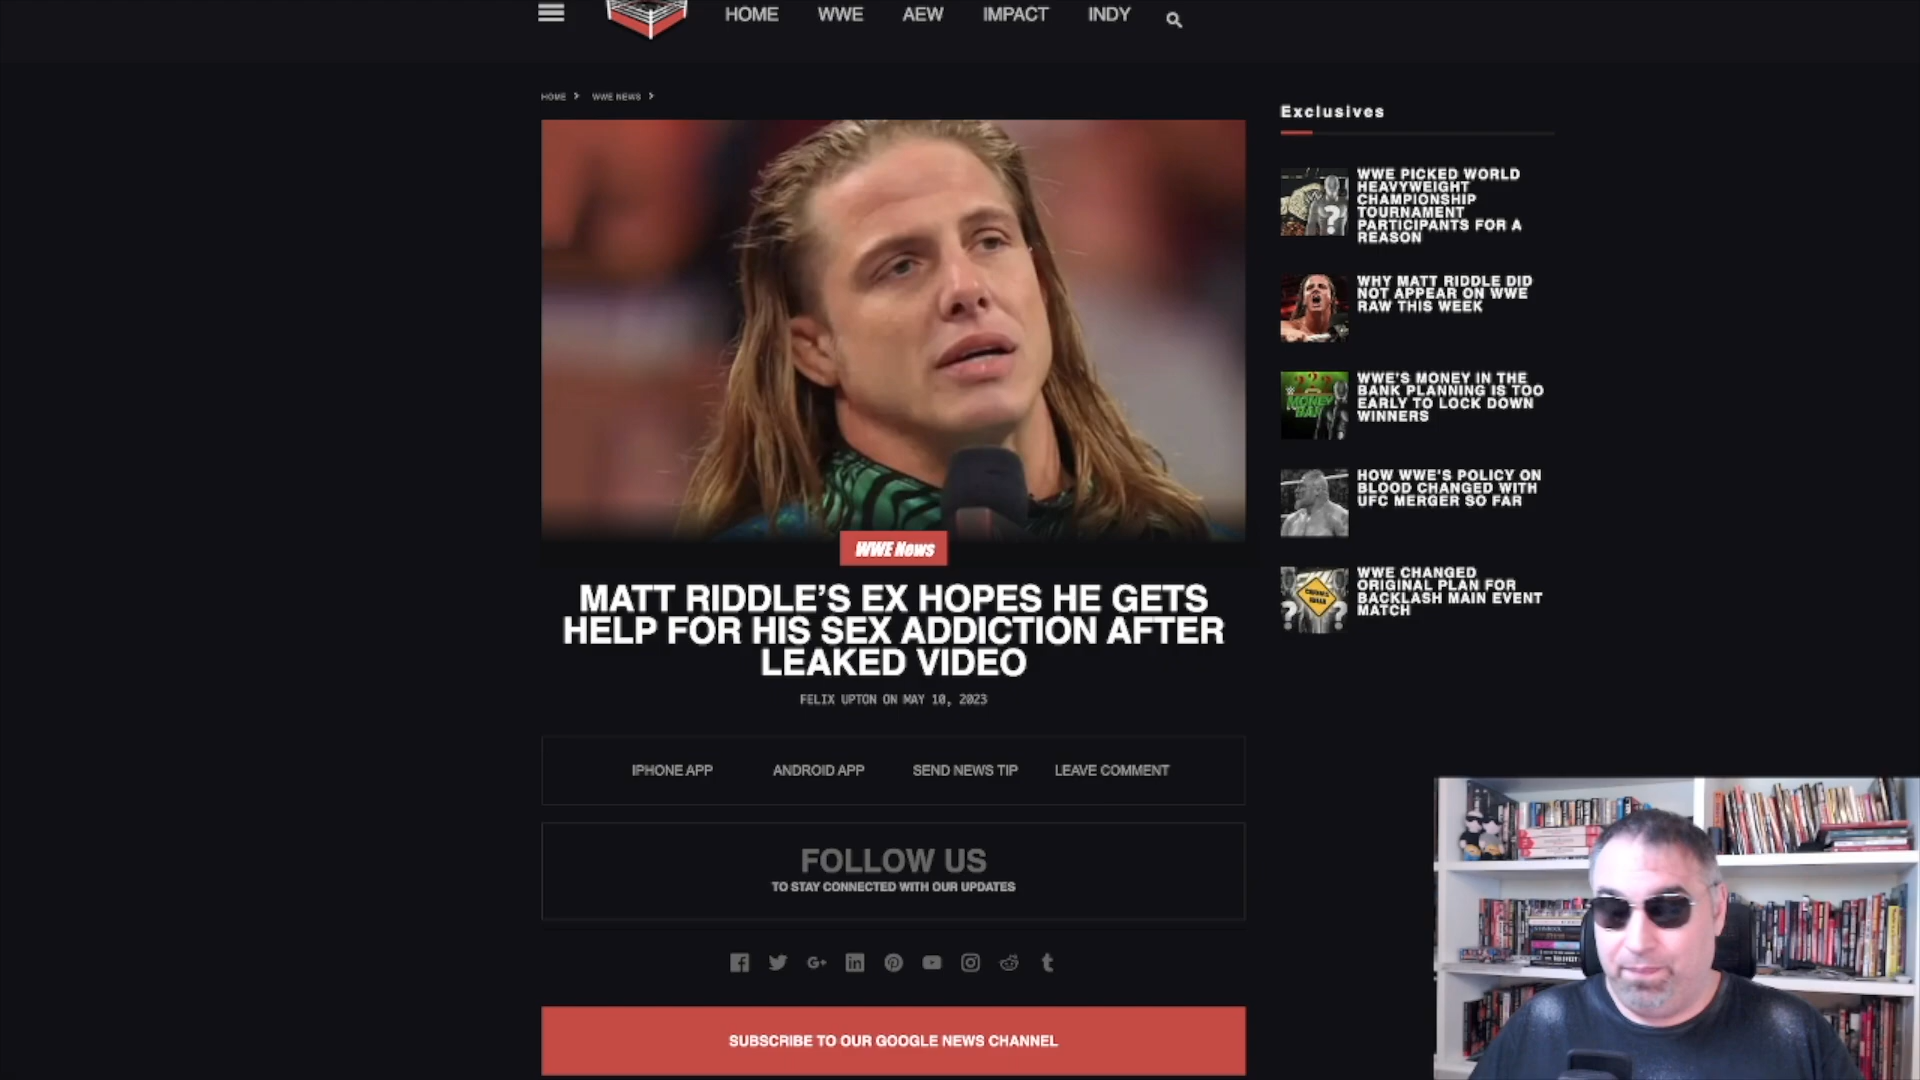 HOME
WWE
AEW
IMPACT
INDY
HOME
WWE NEWS
Exclusives
WWE PICKED WORLD
HEAVYWEIGHT
CHAMPIONSHIP
TOURNAMENT
PARTICIPANTS FOR A
REASON
WHY MATT RIDDLE DID
NOT APPEAR ON WWE
RAW THIS WEEK
WWE'S MONEY IN THE
BANK PLANNING IS TOO
EARLY TO LOCK DOWN
WINNERS
HOW WWE'S POLICY ON
BLOOD CHANGED WITH
UFC MERGER SO FAR
WWE CHANGED
ORIGINAL PLAN FOR
BACKLASH MAIN EVENT
MATCH
WWE News
MATT RIDDLE'S EX HOPES HE GETS
HELP FOR HIS SEX ADDICTION AFTER
LEAKED VIDEO
FELIX UPTON ON MAY 10, 2023
IPHONE APP
ANDROID APP
SEND NEWS TIP
LEAVE COMMENT
FOLLOW US
TO STAY CONNECTED WITH OUR UPDATES
SUBSCRIBE TO OUR GOOGLE NEWS CHANNEL